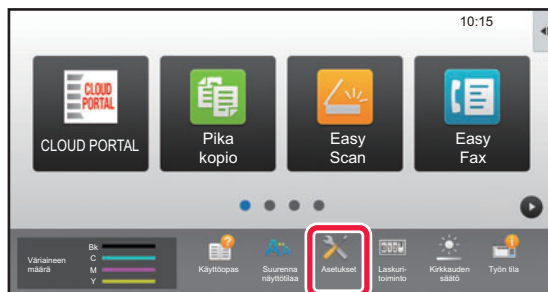 10:15
CLOUD
PORTAL
CLOUD PORTAL
Pika
kopio
Easy
Scan
Easy
Fax
Väriaineen
määrä
Bk
C
M
Y
Käyttöopas
Suurenna
näyttötilaa
Asetukset
Laskuri-
toiminto
Kirkkauden
säätö
Työn tila